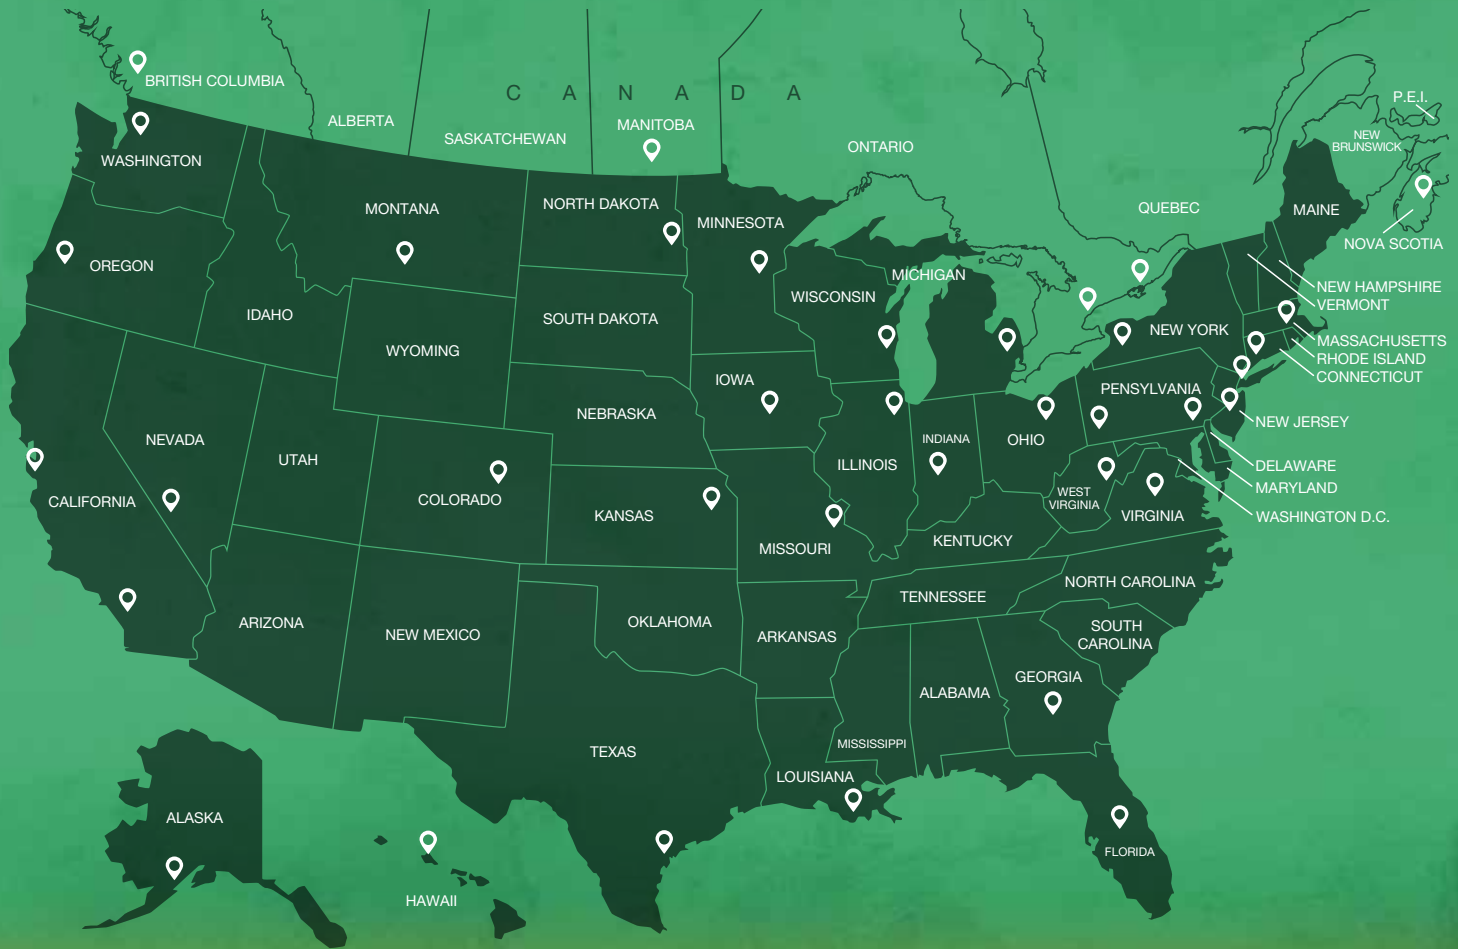 BRITISH COLUMBIA
ALBERTA
SASKATCHEWAN
CANADA
MANITOBA
ONTARIO
QUEBEC
P.E.I.
NEW
BRUNSWICK
NOVA SCOTIA
WASHINGTON
MONTANA
NORTH DAKOTA
MINNESOTA
MAINE
OREGON
IDAHO
WYOMING
SOUTH DAKOTA
WISCONSIN
MICHIGAN
NEW HAMPSHIRE
VERMONT
NEW YORK
MASSACHUSETTS
RHODE ISLAND
CONNECTICUT
IOWA
NEBRASKA
PENSYLVANIA
NEW JERSEY
NEVADA
UTAH
COLORADO
KANSAS
ILLINOIS
INDIANA
OHIO
DELAWARE
MARYLAND
WASHINGTON D.C.
CALIFORNIA
MISSOURI
KENTUCKY
WEST
VIRGINIA
VIRGINIA
ARIZONA
NEW MEXICO
OKLAHOMA
ARKANSAS
TENNESSEE
NORTH CAROLINA
SOUTH
CAROLINA
GEORGIA
ALABAMA
MISSISSIPPI
TEXAS
LOUISIANA
FLORIDA
ALASKA
HAWAII